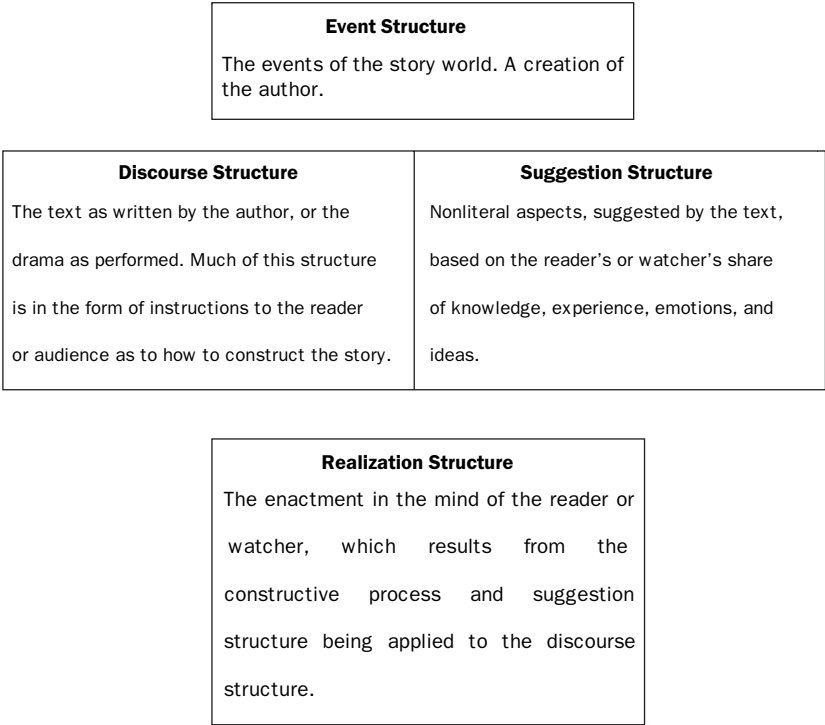 Event Structure
The events of the story world. A creation of
the author.
Discourse Structure
The text as written by the author, or the
drama as performed. Much of this structure
is in the form of instructions to the reader
or audience as to how to construct the story.
Suggestion Structure
Nonliteral aspects, suggested by the text,
based on the reader’s or watcher’s share
of knowledge, experience, emotions, and
ideas.
Realization Structure
The enactment in the mind of the reader or
watcher, which results from the
constructive process and suggestion
structure being applied to the discourse
structure.